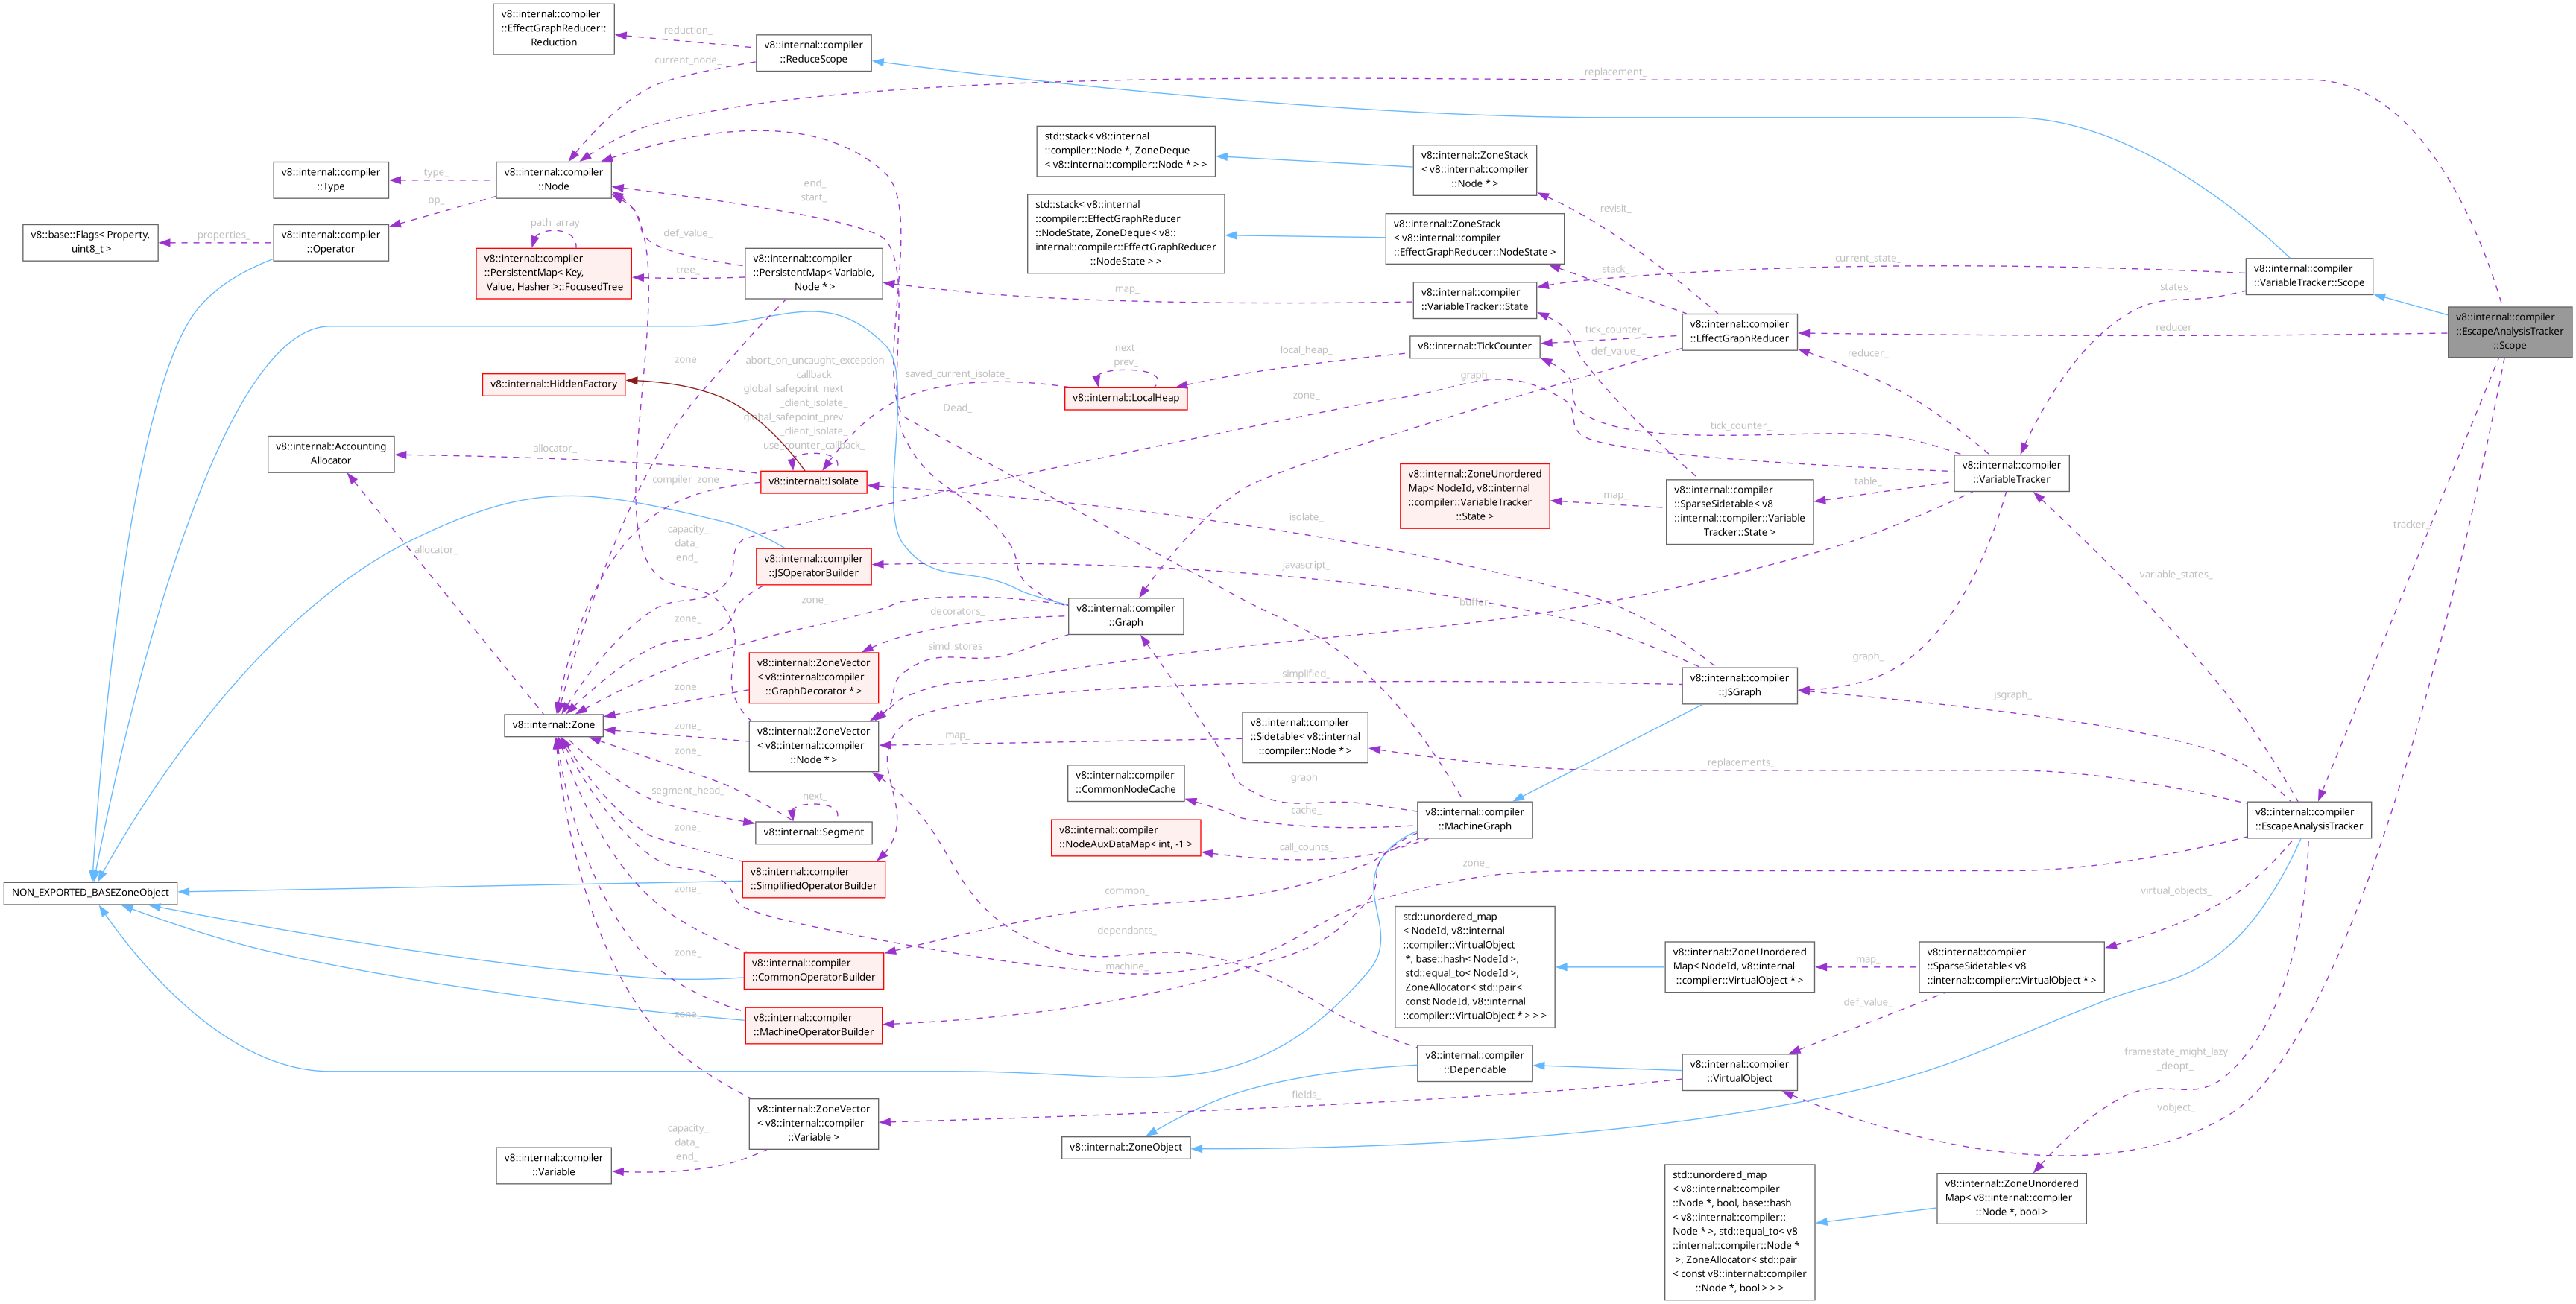 v8::internal::compiler
::EffectGraphReducer::
Reduction
reduction_
v8::internal::compiler
::ReduceScope
current_node_
replacement_
std::stack< v8::internal
::compiler::Node *, ZoneDeque
< v8::internal::compiler::Node * > >
v8::internal::ZoneStack
< v8::internal::compiler
::Node * >
v8::internal::compiler
::Type
type_
v8::internal::compiler
::Node
end_
start_
op_
revisit_
std::stack< v8::internal
::compiler::EffectGraphReducer
::NodeState, ZoneDeque< v8::
internal::compiler::EffectGraphReducer
::NodeState > >
v8::internal::ZoneStack
< v8::internal::compiler
::EffectGraphReducer::NodeState >
v8::base::Flags< Property,
uint8_t >
properties_
v8::internal::compiler
::Operator
path_array
def_value_
v8::internal::compiler
::PersistentMap< Key,
Value, Hasher >::FocusedTree
tree_
v8::internal::compiler
::PersistentMap< Variable,
Node * >
map_
v8::internal::compiler
::VariableTracker::State
stack_
current_state_
v8::internal::compiler
::VariableTracker::Scope
states_
v8::internal::compiler
::EscapeAnalysisTracker
::Scope
reducer_
v8::internal::compiler
::EffectGraphReducer
tick_counter_
v8::internal::TickCounter
def_value_
reducer_
local_heap_
next_
prev_
v8::internal::LocalHeap
saved_current_isolate_
zone_
abort_on_uncaught_exception
_callback_
global_safepoint_next
_client_isolate_
global_safepoint_prev
_client_isolate_
use_counter_callback_
v8::internal::HiddenFactory
Dead_
zone_
graph_
tick_counter_
v8::internal::Accounting
Allocator
allocator_
v8::internal::Isolate
compiler_zone_
v8::internal::ZoneUnordered
Map< NodeId, v8::internal
::compiler::VariableTracker
::State >
map_
v8::internal::compiler
::SparseSidetable< v8
::internal::compiler::Variable
Tracker::State >
table_
v8::internal::compiler
::VariableTracker
tracker_
isolate_
allocator_
capacity_
data_
end_
v8::internal::compiler
::JSOperatorBuilder
javascript_
variable_states_
zone_
zone_
decorators_
v8::internal::compiler
::Graph
buffer_
simd_stores_
v8::internal::ZoneVector
< v8::internal::compiler
::GraphDecorator * >
zone_
simplified_
graph_
v8::internal::compiler
::JSGraph
jsgraph_
v8::internal::Zone
zone_
v8::internal::ZoneVector
< v8::internal::compiler
::Node * >
map_
v8::internal::compiler
::Sidetable< v8::internal
::compiler::Node * >
replacements_
zone_
segment_head_
next_
v8::internal::Segment
v8::internal::compiler
::CommonNodeCache
graph_
cache_
v8::internal::compiler
::MachineGraph
v8::internal::compiler
::EscapeAnalysisTracker
v8::internal::compiler
::NodeAuxDataMap< int, -1 >
call_counts_
zone_
v8::internal::compiler
::SimplifiedOperatorBuilder
NON_EXPORTED_BASEZoneObject
zone_
common_
zone_
virtual_objects_
dependants_
std::unordered_map
< NodeId, v8::internal
::compiler::VirtualObject
*, base::hash< NodeId >,
std::equal_to< NodeId >,
ZoneAllocator< std::pair<
const NodeId, v8::internal
::compiler::VirtualObject * > > >
v8::internal::ZoneUnordered
Map< NodeId, v8::internal
::compiler::VirtualObject * >
map_
v8::internal::compiler
::SparseSidetable< v8
::internal::compiler::VirtualObject * >
zone_
v8::internal::compiler
::CommonOperatorBuilder
machine_
def_value_
zone_
v8::internal::compiler
::MachineOperatorBuilder
v8::internal::compiler
::Dependable
v8::internal::compiler
::VirtualObject
framestate_might_lazy
_deopt_
fields_
vobject_
v8::internal::ZoneVector
< v8::internal::compiler
::Variable >
capacity_
data_
end_
v8::internal::compiler
::Variable
v8::internal::ZoneObject
std::unordered_map
< v8::internal::compiler
::Node *, bool, base::hash
< v8::internal::compiler::
Node * >, std::equal_to< v8
::internal::compiler::Node *
>, ZoneAllocator< std::pair
< const v8::internal::compiler
::Node *, bool > > >
v8::internal::ZoneUnordered
Map< v8::internal::compiler
::Node *, bool >